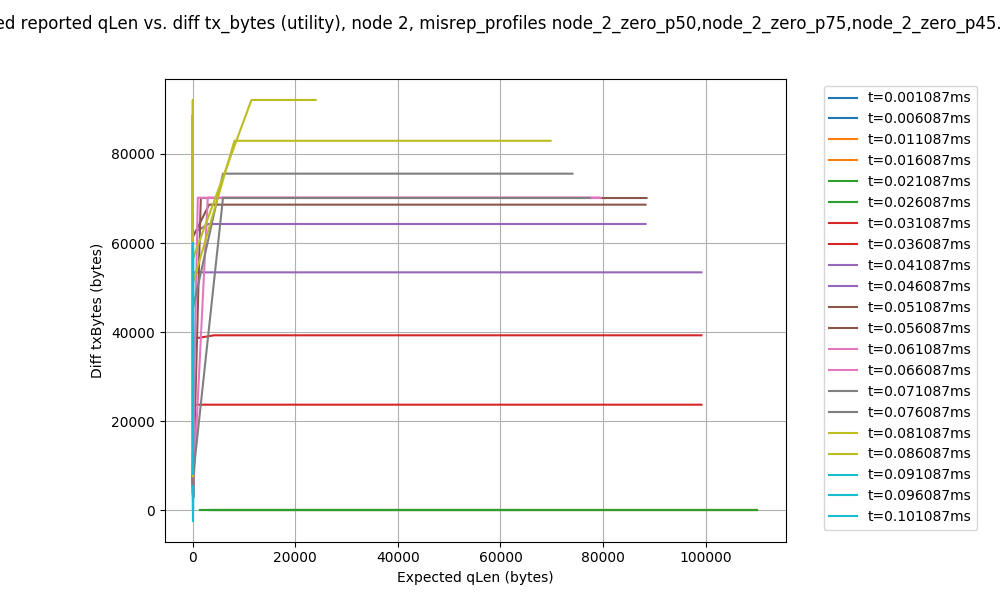 ed reported qLen vs. diff tx_bytes (utility), node 2, misrep_profiles node_2_zero_p50,node_2_zero_p75,node_2_zero_p45.
80000
60000
40000
20000
0
Diff txBytes (bytes)
0 20000 40000 60000 80000 100000
Expected qLen (bytes)
t=0.001087ms
t=0.006087ms
t=0.011087ms
t=0.016087ms
t=0.021087ms
t=0.026087ms
t=0.031087ms
t=0.036087ms
t=0.041087ms
t=0.046087ms
t=0.051087ms
t=0.056087ms
t=0.061087ms
t=0.066087ms
t=0.071087ms
t=0.076087ms
t=0.081087ms
t=0.086087ms
t=0.091087ms
t=0.096087ms
t=0.101087ms